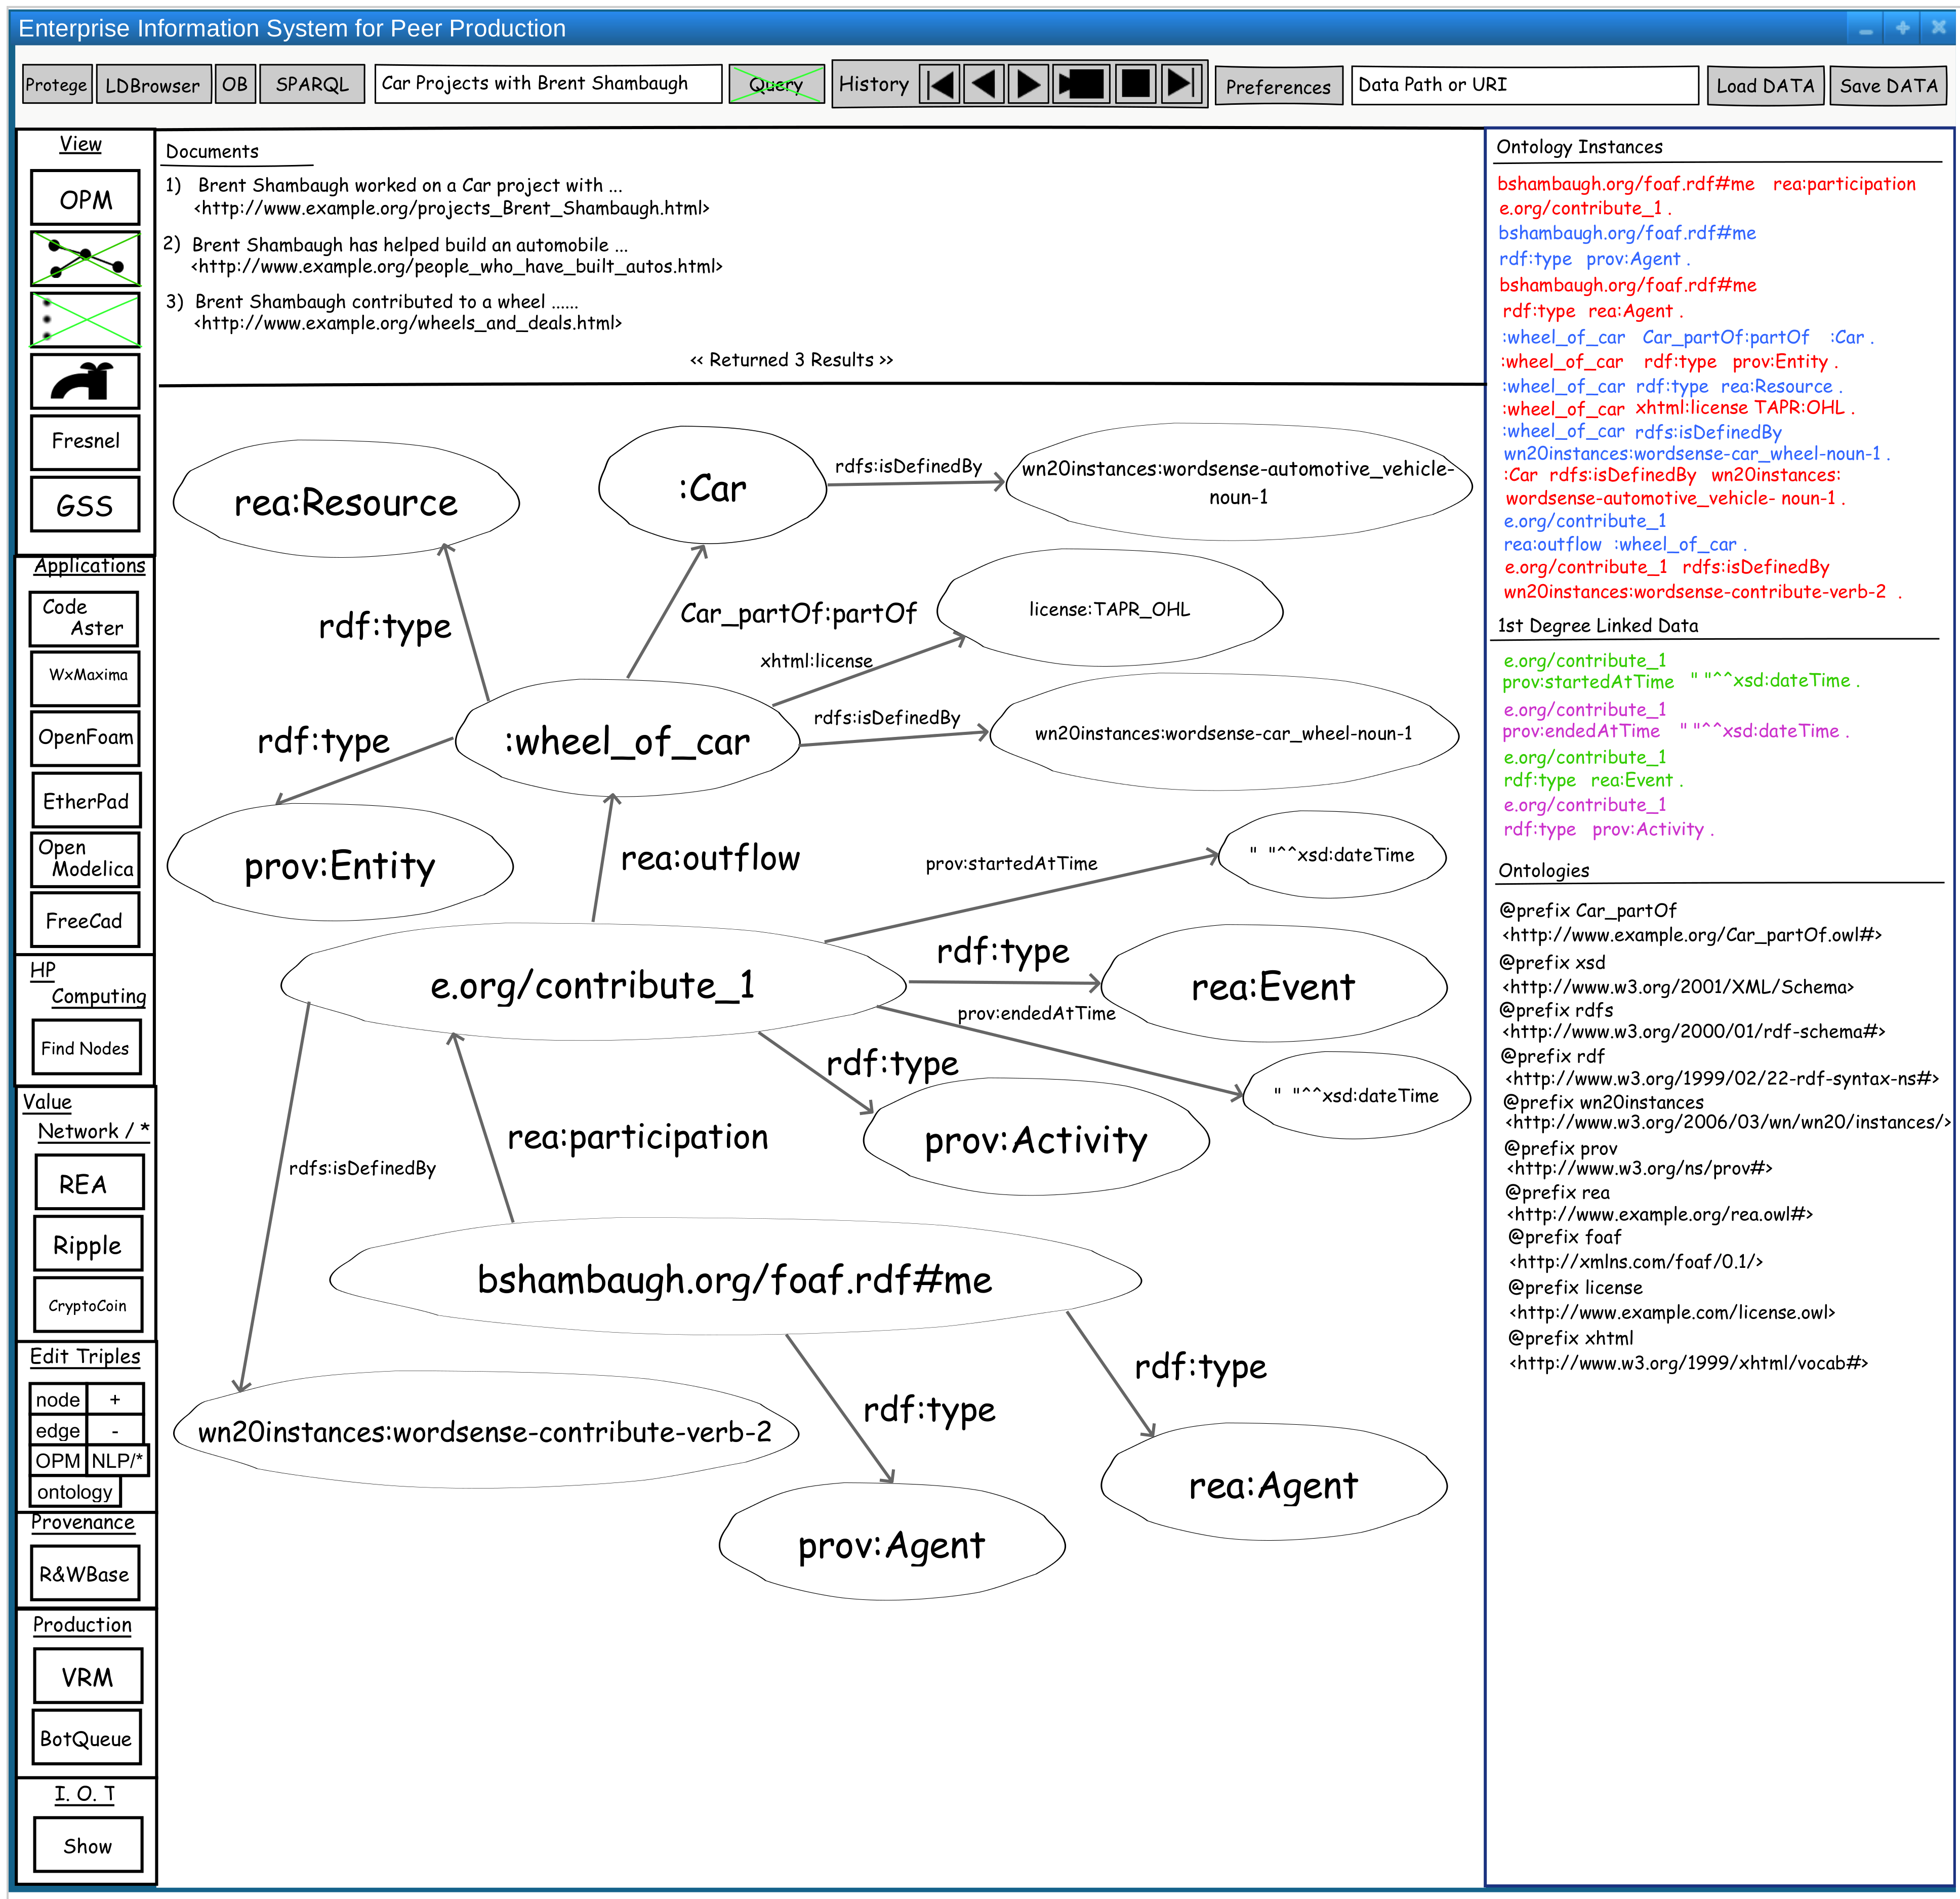 Enterprise Information System for Peer Production
Protege
LDBrowser
OB
SPARQL
Car Projects with Brent Shambaugh
Query
History
Preferences
Data Path or URI
Load DATA
Save DATA
View
OPM
Fresnel
GSS
Applications
Code
Aster
WxMaxima
OpenFoam
EtherPad
Open
Modelica
FreeCad
HP
Computing
Find Nodes
Value
Network / *
REA
Ripple
CryptoCoin
Edit Triples
node +
edge -
OPM NLP/*
ontology
Provenance
R&WBase
Production
VRM
BotQueue
I. O. T
Show
Documents
1) Brent Shambaugh worked on a Car project with ...
<http://www.example.org/projects_Brent_Shambaugh.html>
2) Brent Shambaugh has helped build an automobile ...
<http://www.example.org/people_who_have_built_autos.html>
3) Brent Shambaugh contributed to a wheel ......
<http://www.example.org/wheels_and_deals.html>
<< Returned 3 Results >>
rea:Resource
:Car
rdfs:isDefinedBy
wn20instances:wordsense-automotive_vehicle-
noun-1
rdf:type
Car_partOf:partOf
license:TAPR_OHL
xhtml:license
rdf:type
:wheel_of_car
rdfs:isDefinedBy
wn20instances:wordsense-car_wheel-noun-1
prov:Entity
rea:outflow
prov:startedAtTime
" "^^xsd:dateTime
e.org/contribute_1
rdf:type
rea:Event
prov:endedAtTime
rdf:type
" "^^xsd:dateTime
prov:Activity
rea:participation
rdfs:isDefinedBy
bshambaugh.org/foaf.rdf#me
rdf:type
rdf:type
wn20instances:wordsense-contribute-verb-2
rea:Agent
prov:Agent
Ontology Instances
bshambaugh.org/foaf.rdf#me rea:participation
e.org/contribute_1 .
bshambaugh.org/foaf.rdf#me
rdf:type prov:Agent .
bshambaugh.org/foaf.rdf#me
rdf:type rea:Agent .
:wheel_of_car Car_partOf:partOf :Car .
:wheel_of_car rdf:type prov:Entity .
:wheel_of_car rdf:type rea:Resource .
:wheel_of_car xhtml:license TAPR:OHL .
:wheel_of_car rdfs:isDefinedBy
wn20instances:wordsense-car_wheel-noun-1 .
:Car rdfs:isDefinedBy wn20instances:
wordsense-automotive_vehicle- noun-1 .
e.org/contribute_1
rea:outflow :wheel_of_car .
e.org/contribute_1 rdfs:isDefinedBy
wn20instances:wordsense-contribute-verb-2 .
1st Degree Linked Data
e.org/contribute_1
prov:startedAtTime " "^^xsd:dateTime .
e.org/contribute_1
prov:endedAtTime " "^^xsd:dateTime .
e.org/contribute_1
rdf:type rea:Event .
e.org/contribute_1
rdf:type prov:Activity .
Ontologies
@prefix Car_partOf
<http://www.example.org/Car_partOf.owl#>
@prefix xsd
<http://www.w3.org/2001/XML/Schema>
@prefix rdfs
<http://www.w3.org/2000/01/rdf-schema#>
@prefix rdf
<http://www.w3.org/1999/02/22-rdf-syntax-ns#>
@prefix wn20instances
<http://www.w3.org/2006/03/wn/wn20/instances/>
@prefix prov
<http://www.w3.org/ns/prov#>
@prefix rea
<http://www.example.org/rea.owl#>
@prefix foaf
<http://xmlns.com/foaf/0.1/>
@prefix license
<http://www.example.com/license.owl>
@prefix xhtml
<http://www.w3.org/1999/xhtml/vocab#>